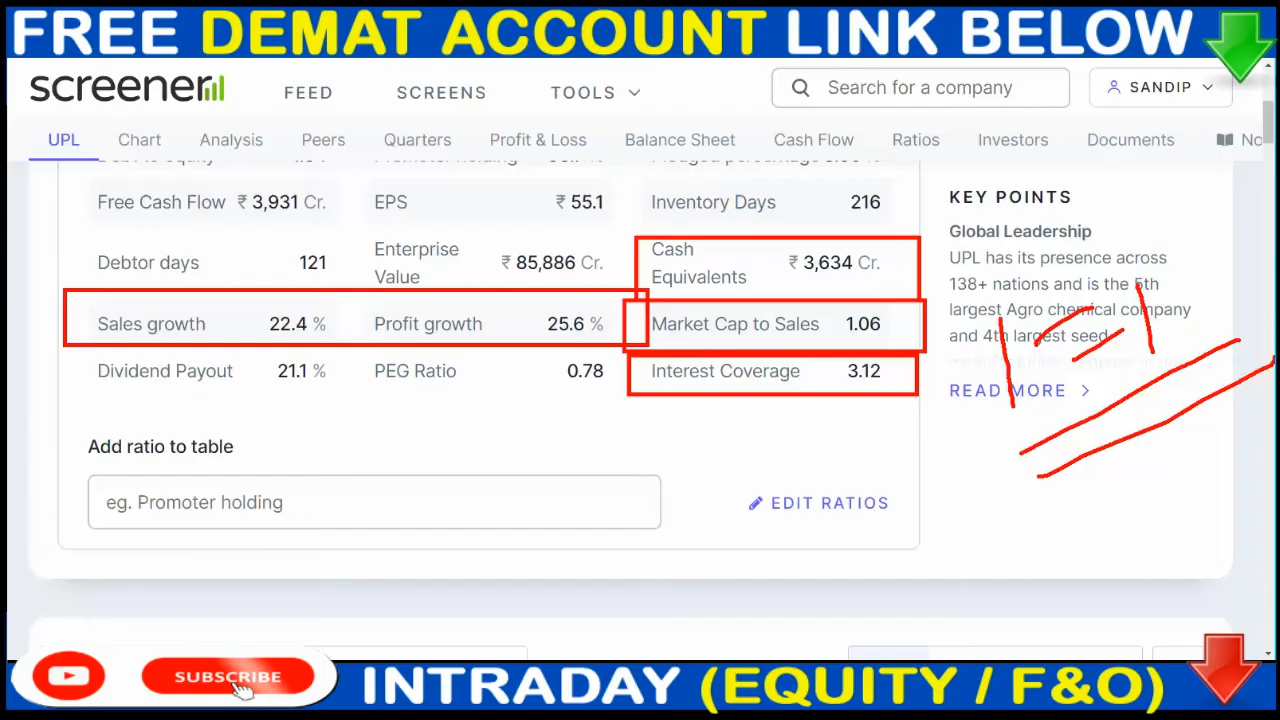 FREE DEMAT ACCOUNT LINK BELOW
screener FEED SCREENS TOOLS Search for a company SANDIP
UPL Chart Analysis Peers Quarters Profit & Loss Balance Sheet Cash Flow Ratios Investors Documents No
Free Cash Flow ₹ 3,931 Cr. EPS ₹ 55.1 Inventory Days 216
Debtor days 121 Enterprise Value ₹ 85,886 Cr. Cash Equivalents ₹ 3,634 Cr.
Sales growth 22.4 % Profit growth 25.6 % Market Cap to Sales 1.06
Dividend Payout 21.1 % PEG Ratio 0.78 Interest Coverage 3.12
Add ratio to table
eg. Promoter holding
EDIT RATIOS
KEY POINTS
Global Leadership
UPL has its presence across
138+ nations and is the 5th
largest Agro chemical company
and 4th largest seeds
READ MORE >
SUBSCRIBE
INTRADAY (EQUITY / F&O)